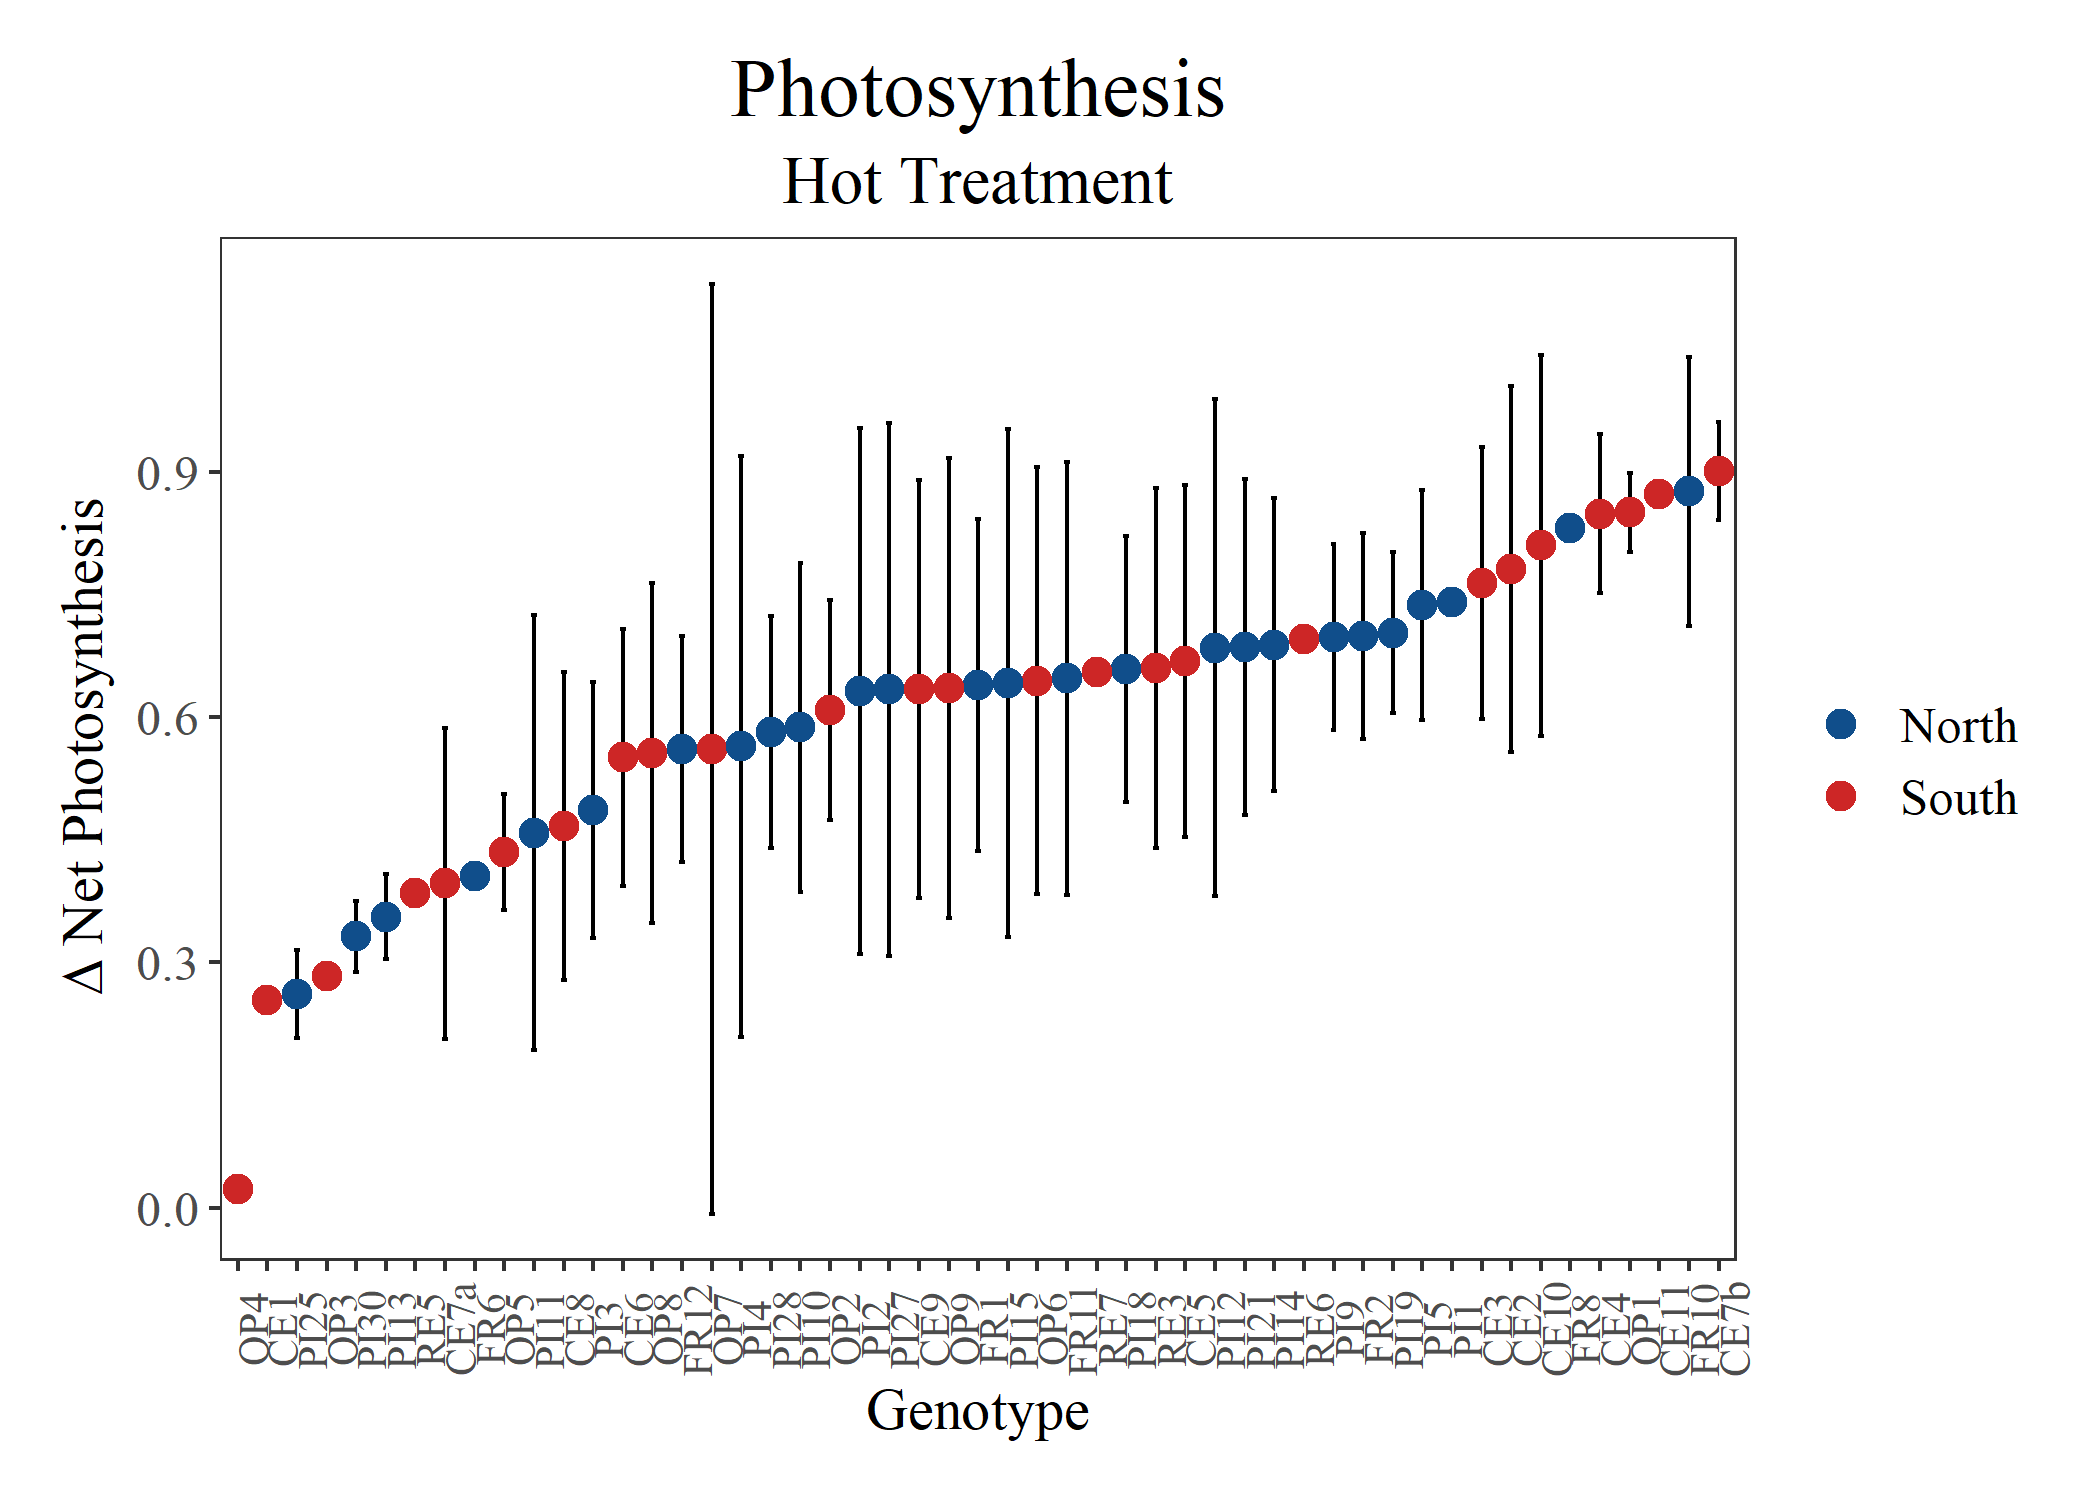 Photosynthesis
Hot Treatment
Δ Net Photosynthesis
0.9
0.6
0.3
0.0
OP4
CE1
PI25
OP3
PI30
PI13
RE5
CE7a
FR6
OP5
PI11
CE8
PI3
CE6
OP8
FR12
OP7
PI4
PI28
PI10
OP2
PI2
PI27
CE9
OP9
FR1
PI15
OP6
FR11
RE7
PI18
RE3
CE5
PI12
PI21
PI14
RE6
PI9
FR2
PI19
PI5
PI1
CE3
CE2
CE10
FR8
CE4
OP1
CE11
FR10
CE7b
Genotype
North
South